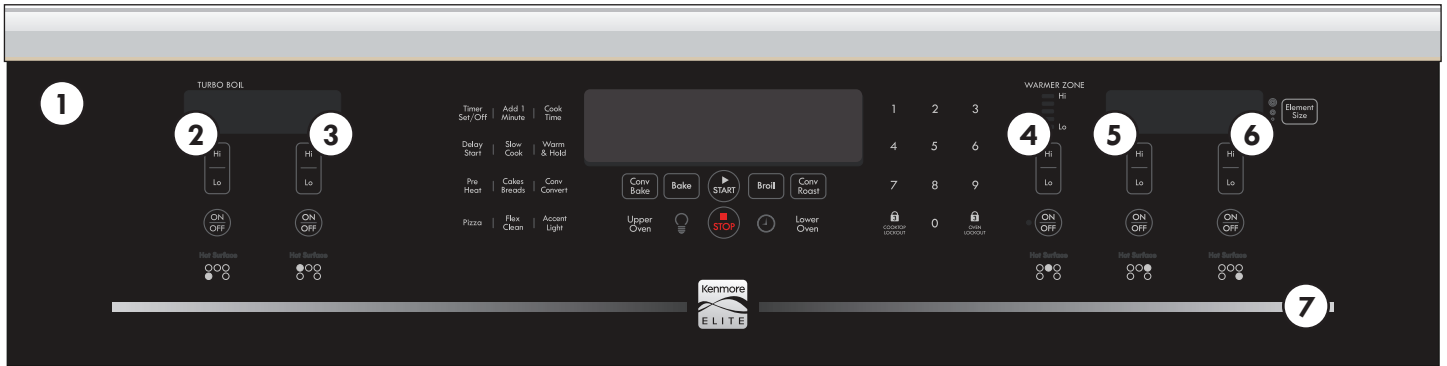 1
TURBO BOIL
2
3
Hi
Lo
Hi
Lo
ON
OFF
ON
OFF
Hot Surface
Hot Surface
Timer
Set/Off
Add 1
Minute
Cook
Time
Delay
Start
Slow
Cook
Warm
& Hold
Pre
Heat
Cakes
Breads
Conv
Convert
Pizza
Flex
Clean
Accent
Light
Conv
Bake
Bake
START
Broil
Conv
Roast
Upper
Oven
STOP
Lower
Oven
1 2 3
4 5 6
7 8 9
3
COOKTOP
LOCKOUT
0
3
OVEN
LOCKOUT
WARMER ZONE
Hi
Lo
4
5
6
Element
Size
Hi
Lo
Hi
Lo
Hi
Lo
ON
OFF
ON
OFF
ON
OFF
Hot Surface
Hot Surface
Hot Surface
Kenmore
ELITE
7